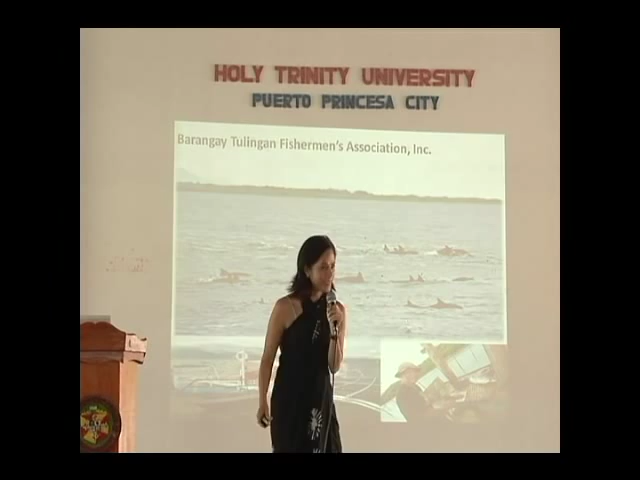 HOLY TRINITY UNIVERSITY
PUERTO PRINCESA CITY
Barangay Tulingan Fishermen's Association, Inc.